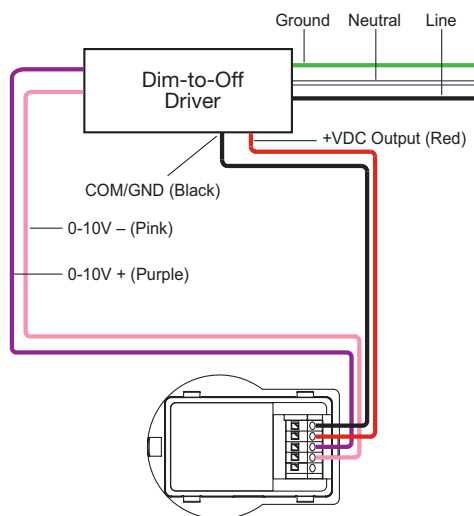 Ground Neutral Line
Dim-to-Off
Driver
+VDC Output (Red)
COM/GND (Black)
0-10V – (Pink)
0-10V + (Purple)